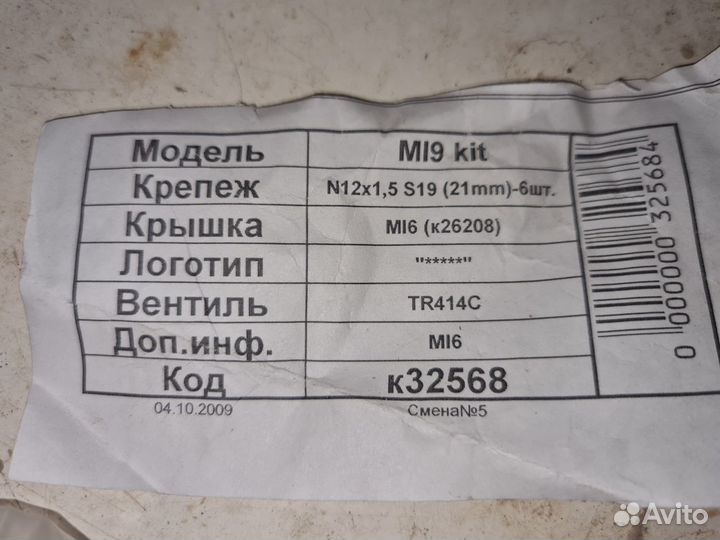 Модель MI9 kit
Крепеж N12x1,5 S19 (21mm)-6шт.
Крышка MI6 (к26208)
Логотип "*****"
Вентиль TR414C
Доп.инф. MI6
Код к32568
04.10.2009 Смена№5
0 000000 325684
Avito